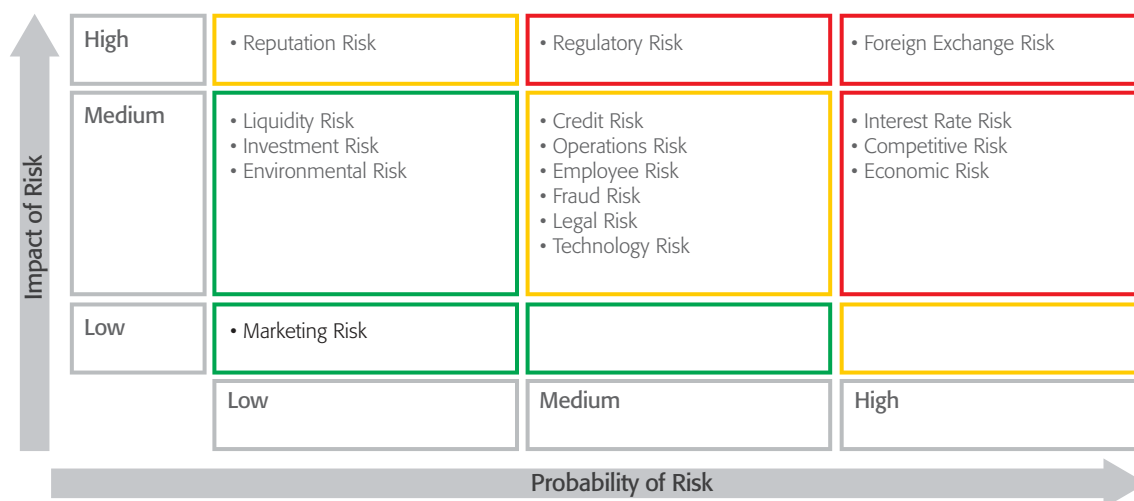 Impact of Risk
High
• Reputation Risk
• Regulatory Risk
• Foreign Exchange Risk
Medium
• Liquidity Risk
• Investment Risk
• Environmental Risk
• Credit Risk
• Operations Risk
• Employee Risk
• Fraud Risk
• Legal Risk
• Technology Risk
• Interest Rate Risk
• Competitive Risk
• Economic Risk
Low
• Marketing Risk
Low
Medium
High
Probability of Risk